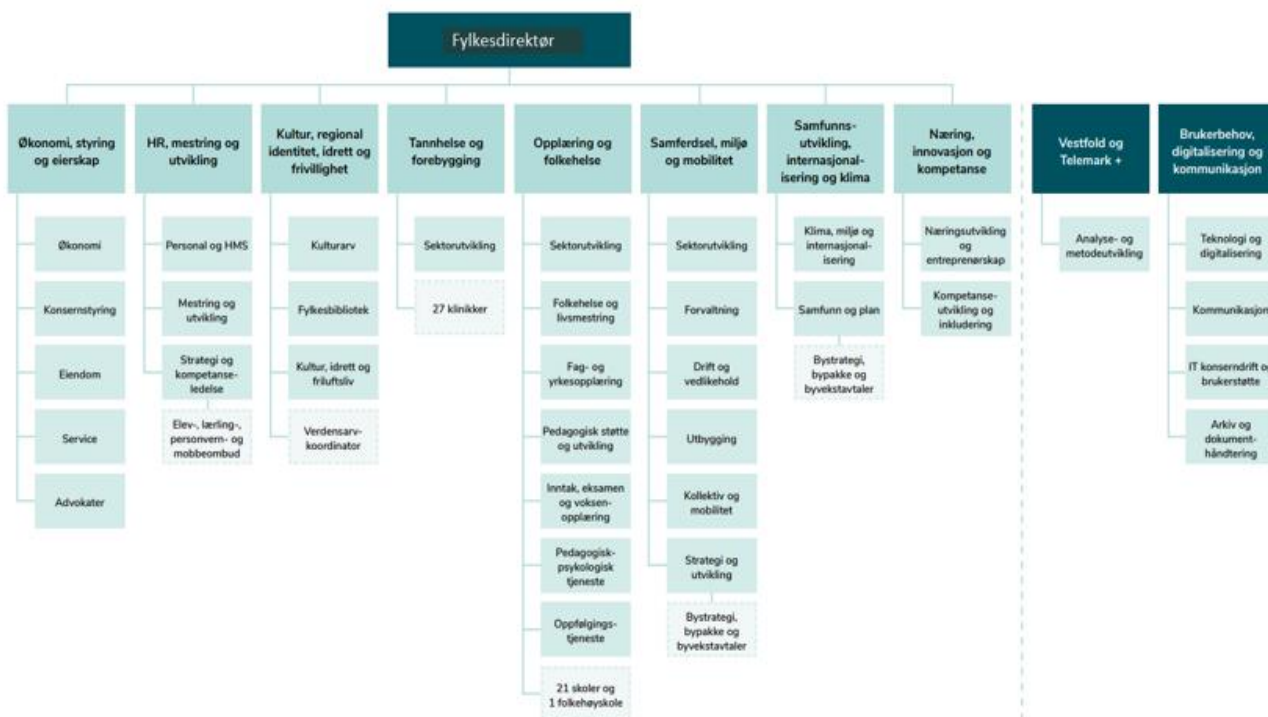 Fylkesdirektør
Økonomi, styring
og eierskap
HR, mestring og
utvikling
Kultur, regional
identitet, idrett og
frivillighet
Tannhelse og
forebygging
Opplæring og
folkehelse
Samferdsel, miljø
og mobilitet
Samfunns-
utvikling,
internasjonal-
isering og klima
Næring,
innovasjon og
kompetanse
Vestfold og
Telemark +
Brukerbehov,
digitalisering og
kommunikasjon
Økonomi
Konsernstyring
Eiendom
Service
Advokater
Personal og HMS
Mestring og
utvikling
Strategi og
kompetanse-
ledelse
Elev-, lærling-,
personvern- og
mobbeombud
Kulturarv
Fylkesbibliotek
Kultur, idrett og
friluftsliv
Verdensarv-
koordinator
Sektorutvikling
27 klinikker
Sektorutvikling
Folkehelse og
livsmestring
Fag- og
yrkesopplæring
Pedagogisk støtte
og utvikling
Inntak, eksamen
og voksen-
opplæring
Pedagogisk-
psykologisk
tjeneste
Oppfølgings-
tjeneste
21 skoler og
1 folkehøyskole
Sektorutvikling
Forvaltning
Drift og
vedlikehold
Utbygging
Kollektiv og
mobilitet
Strategi og
utvikling
Bystrategi,
bypakke og
byvekstavtaler
Klima, miljø og
internasjonal-
isering
Samfunn og plan
Bystrategi,
bypakke og
byvekstavtaler
Næringsutvikling
og
entreprenørskap
Kompetanse-
utvikling og
inkludering
Analyse- og
metodeutvikling
Teknologi og
digitalisering
Kommunikasjon
IT konserndrift og
brukerstøtte
Arkiv og
dokument-
håndtering